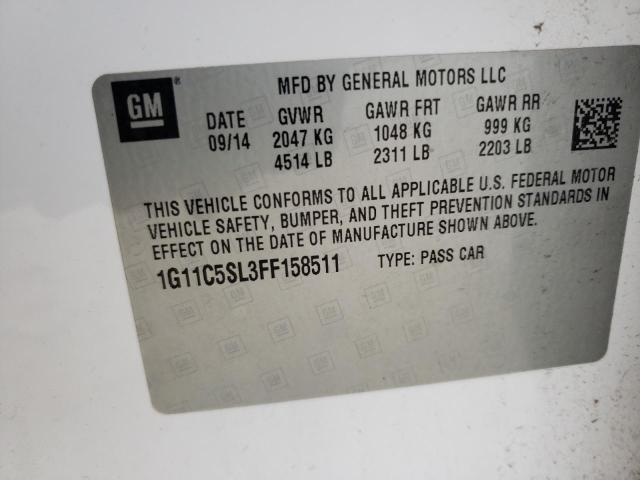 GM
MFD BY GENERAL MOTORS LLC
DATE GVWR GAWR FRT GAWR RR
09/14 2047 KG 1048 KG 999 KG
4514 LB 2311 LB 2203 LB
THIS VEHICLE CONFORMS TO ALL APPLICABLE U.S. FEDERAL MOTOR
VEHICLE SAFETY, BUMPER, AND THEFT PREVENTION STANDARDS IN
EFFECT ON THE DATE OF MANUFACTURE SHOWN ABOVE.
1G11C5SL3FF158511 TYPE: PASS CAR